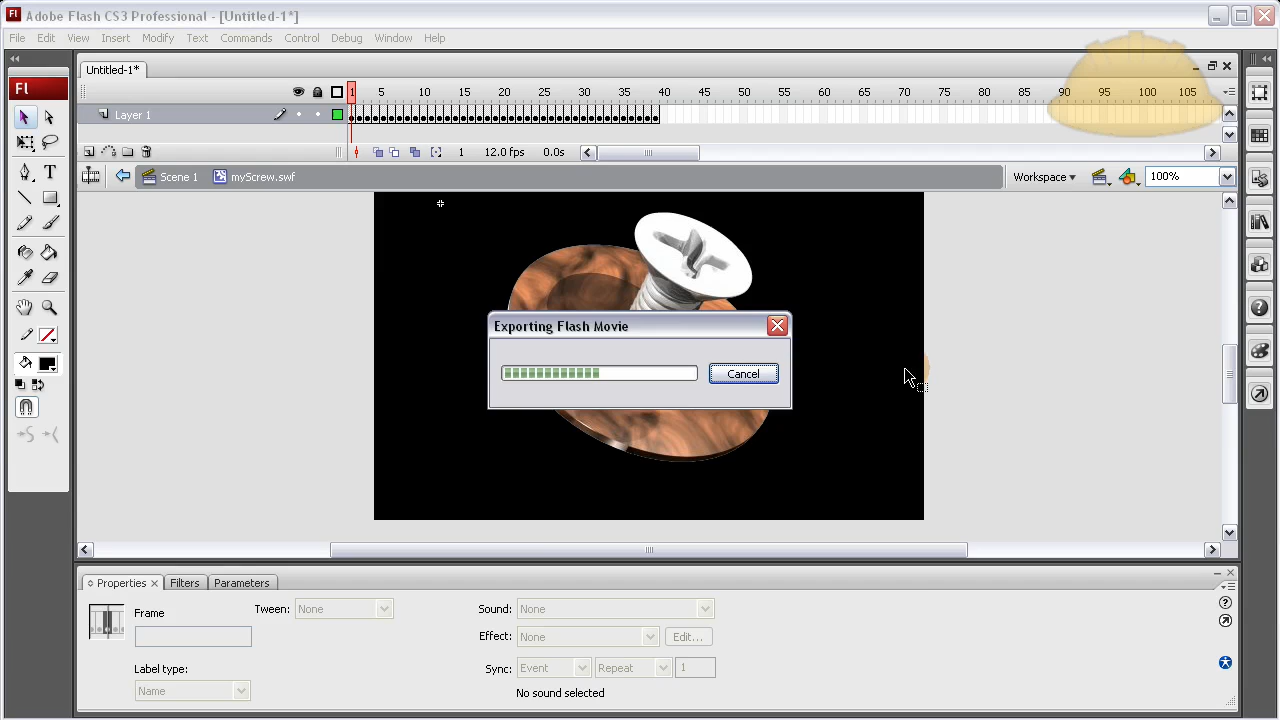 Fl Adobe Flash CS3 Professional - [Untitled-1*]
File Edit View Insert Modify Text Commands Control Debug Window Help
Untitled-1*
Fl
1 5 10 15 20 25 30 35 40 45 50 55 60 65 70 75 80 85 90 95 100 105
Layer 1
1 12.0 fps 0.0s
Scene 1 myScrew.swf Workspace 100%
T
Exporting Flash Movie
Cancel
Properties Filters Parameters
Frame Tween: None Sound: None
Effect: None Edit...
Label type: Sync: Event Repeat 1
Name No sound selected